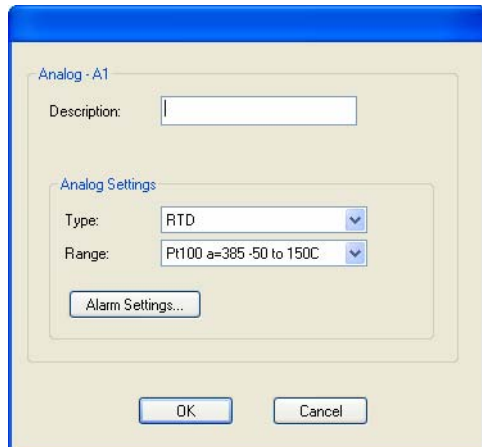 Analog - A1
Description:
Analog Settings
Type: RTD
Range: Pt100 a=385 -50 to 150C
Alarm Settings...
OK Cancel